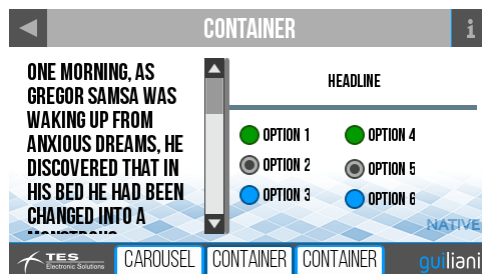 CONTAINER
i
ONE MORNING, AS
GREGOR SAMSA WAS
WAKING UP FROM
ANXIOUS DREAMS, HE
DISCOVERED THAT IN
HIS BED HE HAD BEEN
CHANGED INTO A
MONSTROUS
HEADLINE
OPTION 1
OPTION 4
OPTION 2
OPTION 5
OPTION 3
OPTION 6
NATIVE
TES
Electronic Solutions
CAROUSEL
CONTAINER
CONTAINER
guiliani